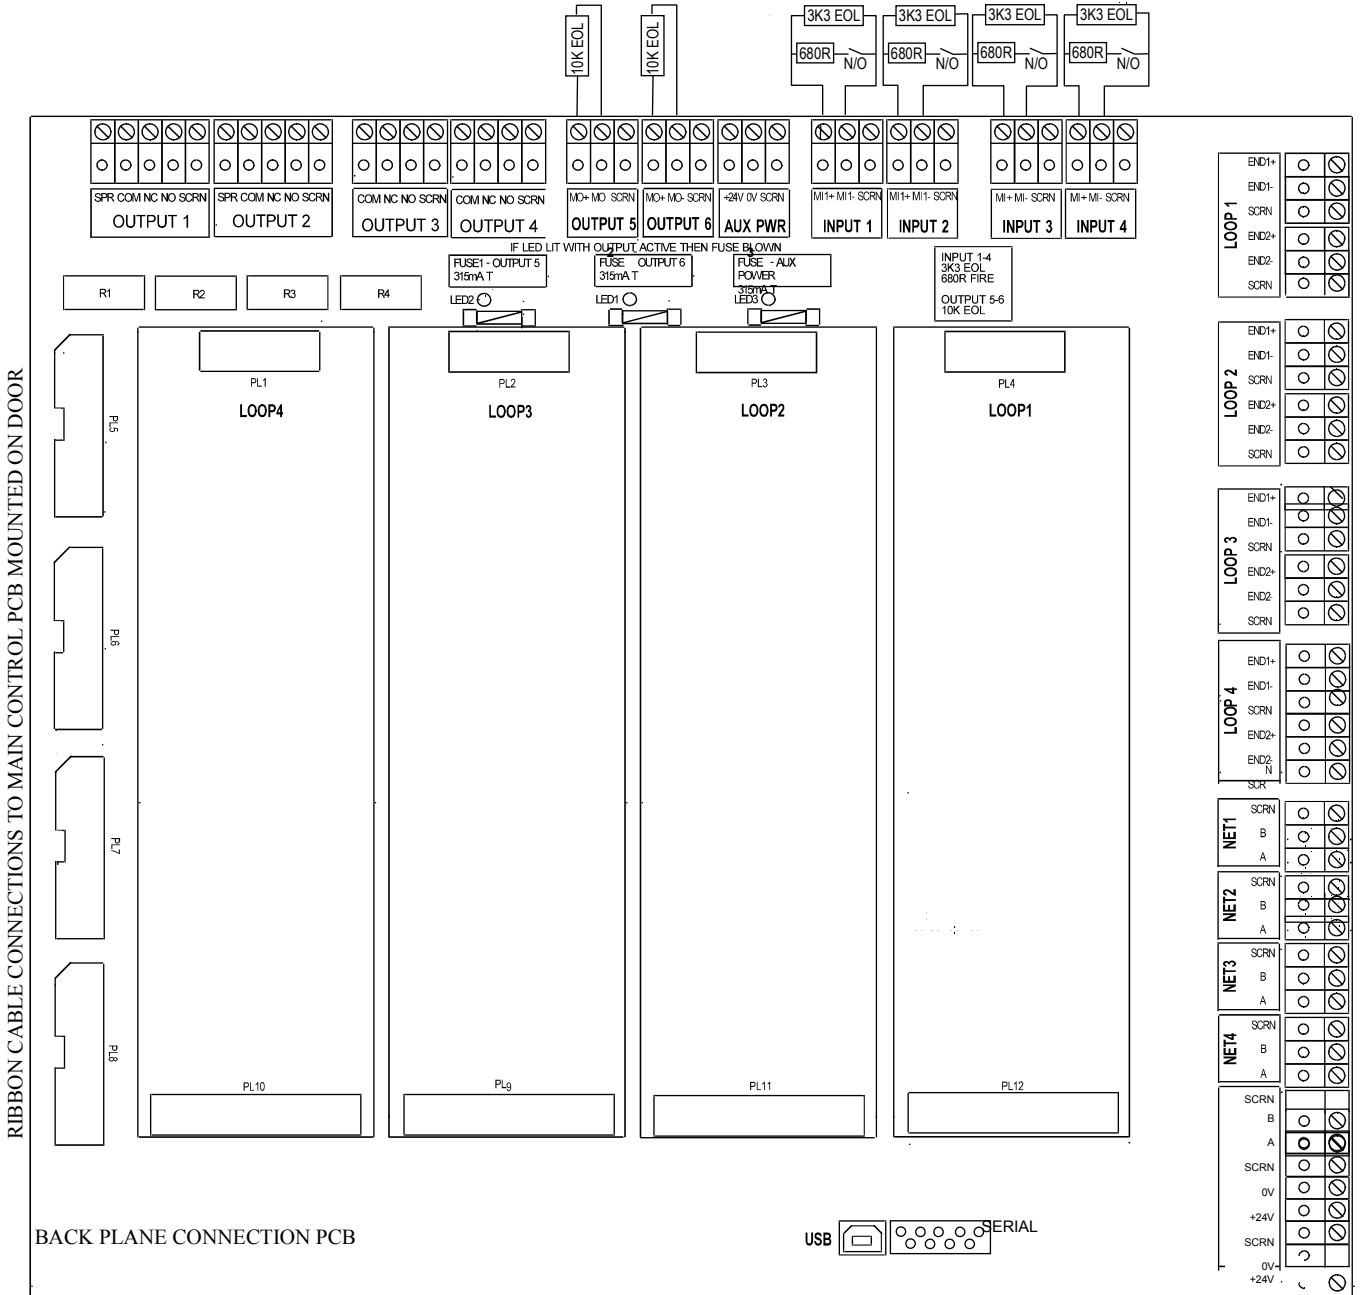 3K3 EOL
3K3 EOL
3K3 EOL
3K3 EOL
10K EOL
10K EOL
680R
N/O
680R
N/O
680R
N/O
680R
N/O
SPR COM NC NO SCRN
OUTPUT 1
SPR COM NC NO SCRN
OUTPUT 2
COM NC NO SCRN
OUTPUT 3
COM NC NO SCRN
OUTPUT 4
MO+ MO SCRN
OUTPUT 5
MO+ MO- SCRN
OUTPUT 6
+24V 0V SCRN
AUX PWR
MI1+ MI1- SCRN
INPUT 1
MI1+ MI1- SCRN
INPUT 2
MI+ MI- SCRN
INPUT 3
MI+ MI- SCRN
INPUT 4
IF LED LIT WITH OUTPUT ACTIVE THEN FUSE BLOWN
FUSE1 - OUTPUT 5
315mA T
LED2 -
2
FUSE OUTPUT 6
315mA T
LED1
3
FUSE - AUX
POWER
315mA T
LED3
INPUT 1-4
3K3 EOL
680R FIRE
OUTPUT 5-6
10K EOL
R1
R2
R3
R4
PL1
LOOP4
PL2
LOOP3
PL3
LOOP2
PL4
LOOP1
RIBBON CABLE CONNECTIONS TO MAIN CONTROL PCB MOUNTED ON DOOR
PL5
PL6
PL7
PL8
PL10
PL9
PL11
PL12
LOOP 1
END1+
END1-
SCRN
END2+
END2-
SCRN
LOOP 2
END1+
END1-
SCRN
END2+
END2-
SCRN
LOOP 3
END1+
END1-
SCRN
END2+
END2-
SCRN
LOOP 4
END1+
END1-
SCRN
END2+
END2-
N
SCR
NET1
SCRN
B
A
NET2
SCRN
B
A
NET3
SCRN
B
A
NET4
SCRN
B
A
SCRN
B
A
SCRN
0V
+24V
SCRN
0V
+24V
BACK PLANE CONNECTION PCB
USB
SERIAL